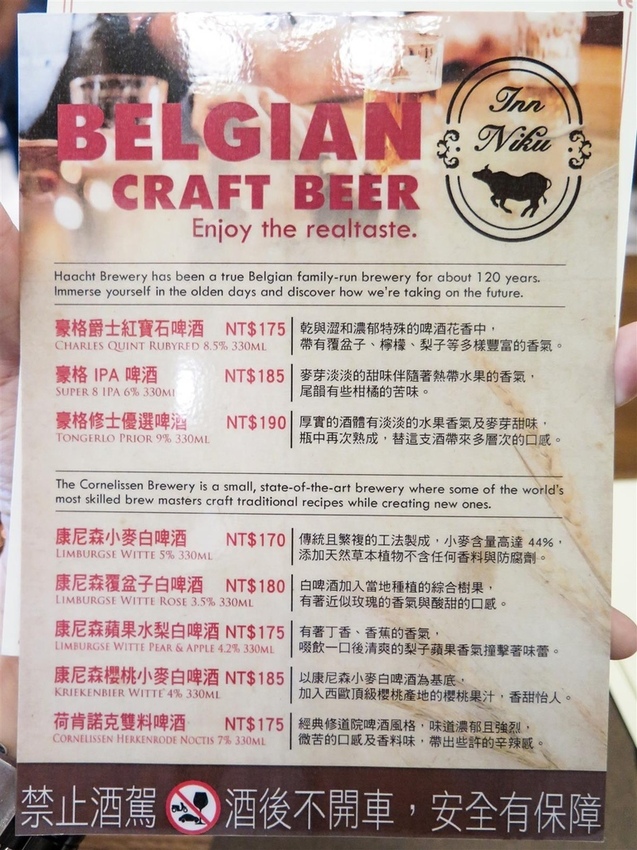 Inn
Niku
BELGIAN
CRAFT BEER
Enjoy the realtaste.
Haacht Brewery has been a true Belgian family-run brewery for about 120 years.
Immerse yourself in the olden days and discover how we're taking on the future.
豪格爵士紅寶石啤酒 NT$175
CHARLES QUINT RUBYRED 8.5% 330ML
乾與澀和濃郁特殊的啤酒花香中，
帶有覆盆子、檸檬、梨子等多樣豐富的香氣。
豪格 IPA 啤酒 NT$185
SUPER 8 IPA 6% 330ML
麥芽淡淡的甜味伴隨著熱帶水果的香氣，
尾韻有些柑橘的苦味。
豪格修士優選啤酒 NT$190
TONGERLO PRIOR 9% 330ML
厚實的酒體有淡淡的水果香氣及麥芽甜味，
瓶中再次熟成，替這支酒帶來多層次的口感。
The Cornelissen Brewery is a small, state-of-the-art brewery where some of the world's
most skilled brew masters craft traditional recipes while creating new ones.
康尼森小麥白啤酒 NT$170
LIMBURGSE WITTE 5% 330ML
傳統且繁複的工法製成，小麥含量高達 44%，
添加天然草本植物不含任何香料與防腐劑。
康尼森覆盆子白啤酒 NT$180
LIMBURGSE WITTE ROSE 3.5% 330ML
白啤酒加入當地種植的綜合樹果，
有著近似玫瑰的香氣與酸甜的口感。
康尼森蘋果水梨白啤酒 NT$175
LIMBURGSE WITTE PEAR & APPLE 4.2% 330ML
有著丁香、香蕉的香氣，
啜飲一口後清爽的梨子蘋果香氣撞擊著味蕾。
康尼森櫻桃小麥白啤酒 NT$185
KRIEKENBIER WITTE 4% 330ML
以康尼森小麥白啤酒為基底，
加入西歐頂級櫻桃產地的櫻桃果汁，香甜怡人。
荷肯諾克雙料啤酒 NT$175
CORNELISSEN HERKENRODE NOCTIS 7% 330ML
經典修道院啤酒風格，味道濃郁且強烈，
微苦的口感及香料味，帶出些許的辛辣感。
禁止酒駕 酒後不開車，安全有保障